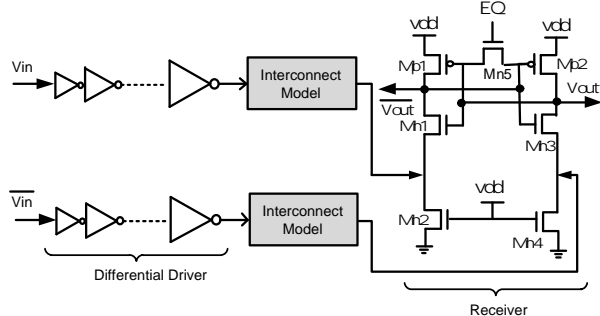 EQ
vdd
vdd
Mp1
Mn5
Mp2
Vin
Interconnect
Model
Vout
Vout
Mn1
Mn3
Vin
Interconnect
Model
vdd
Mn2
Mn4
Differential Driver
Receiver